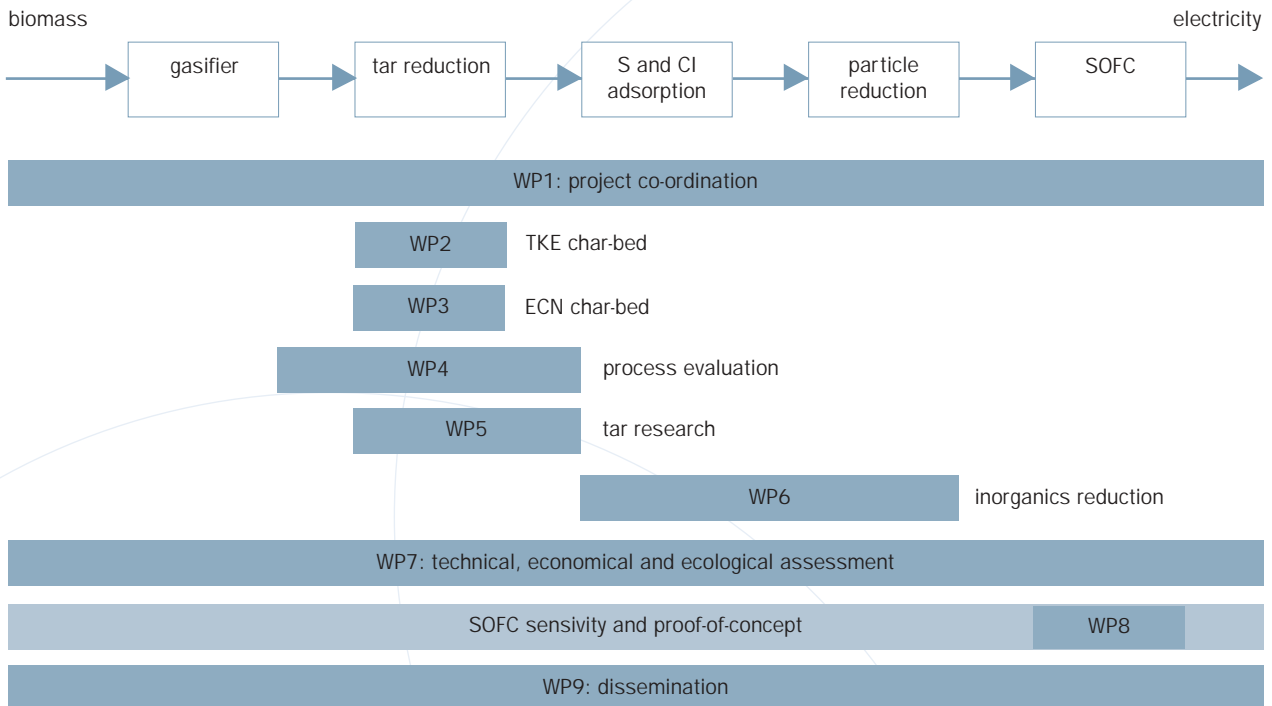 biomass
electricity
gasifier
tar reduction
S and Cl
adsorption
particle
reduction
SOFC
WP1: project co-ordination
WP2
TKE char-bed
WP3
ECN char-bed
WP4
process evaluation
WP5
tar research
WP6
inorganics reduction
WP7: technical, economical and ecological assessment
SOFC sensivity and proof-of-concept
WP8
WP9: dissemination